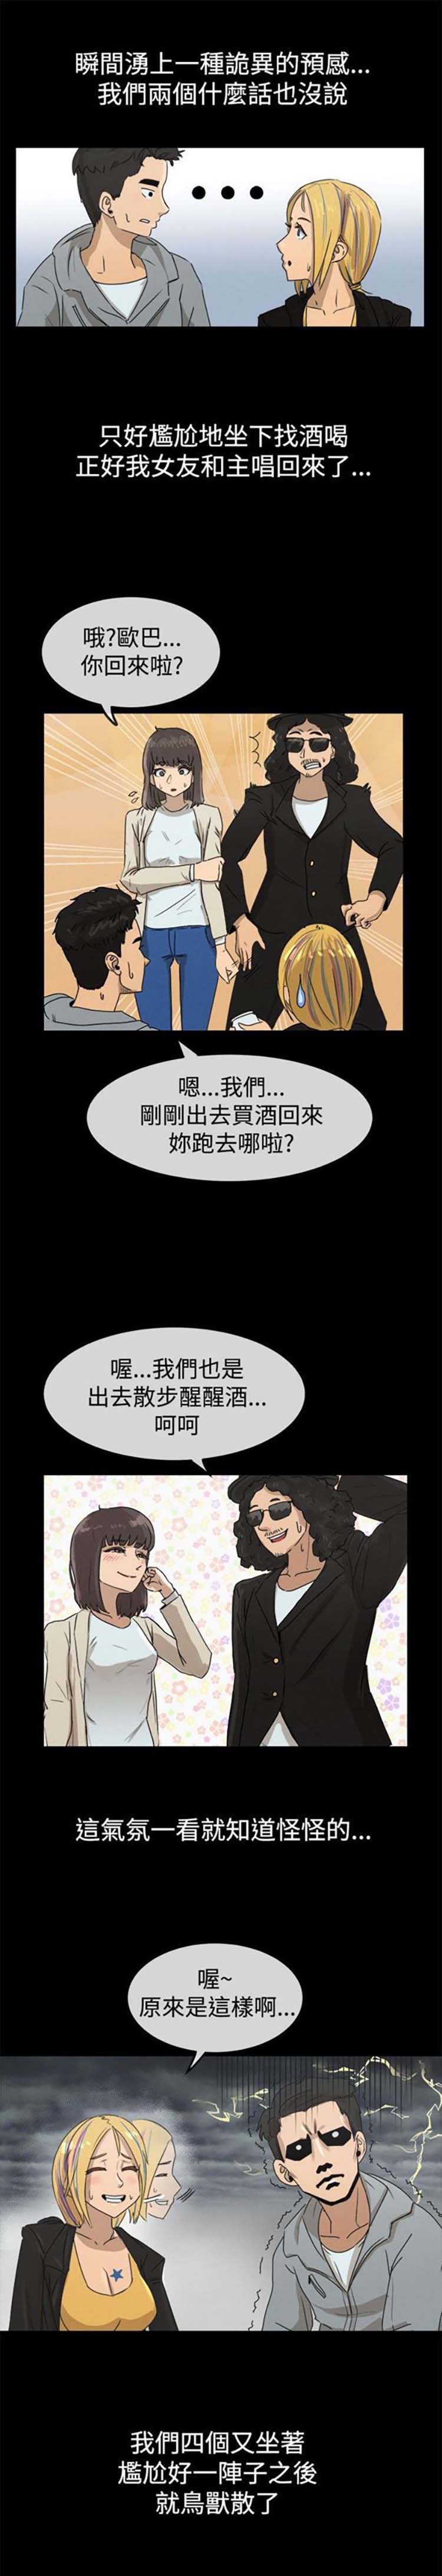 瞬間湧上一種詭異的預感...
我們兩個什麼話也沒說
只好尷尬地坐下找酒喝
正好我女友和主唱回來了...
哦?歐巴...
你回來啦?
嗯...我們...
剛剛出去買酒回來
妳跑去哪啦?
喔...我們也是
出去散步醒醒酒...
呵呵
這氣氛一看就知道怪怪的...
喔~
原來是這樣啊...
我們四個又坐著
尷尬好一陣子之後
就鳥獸散了